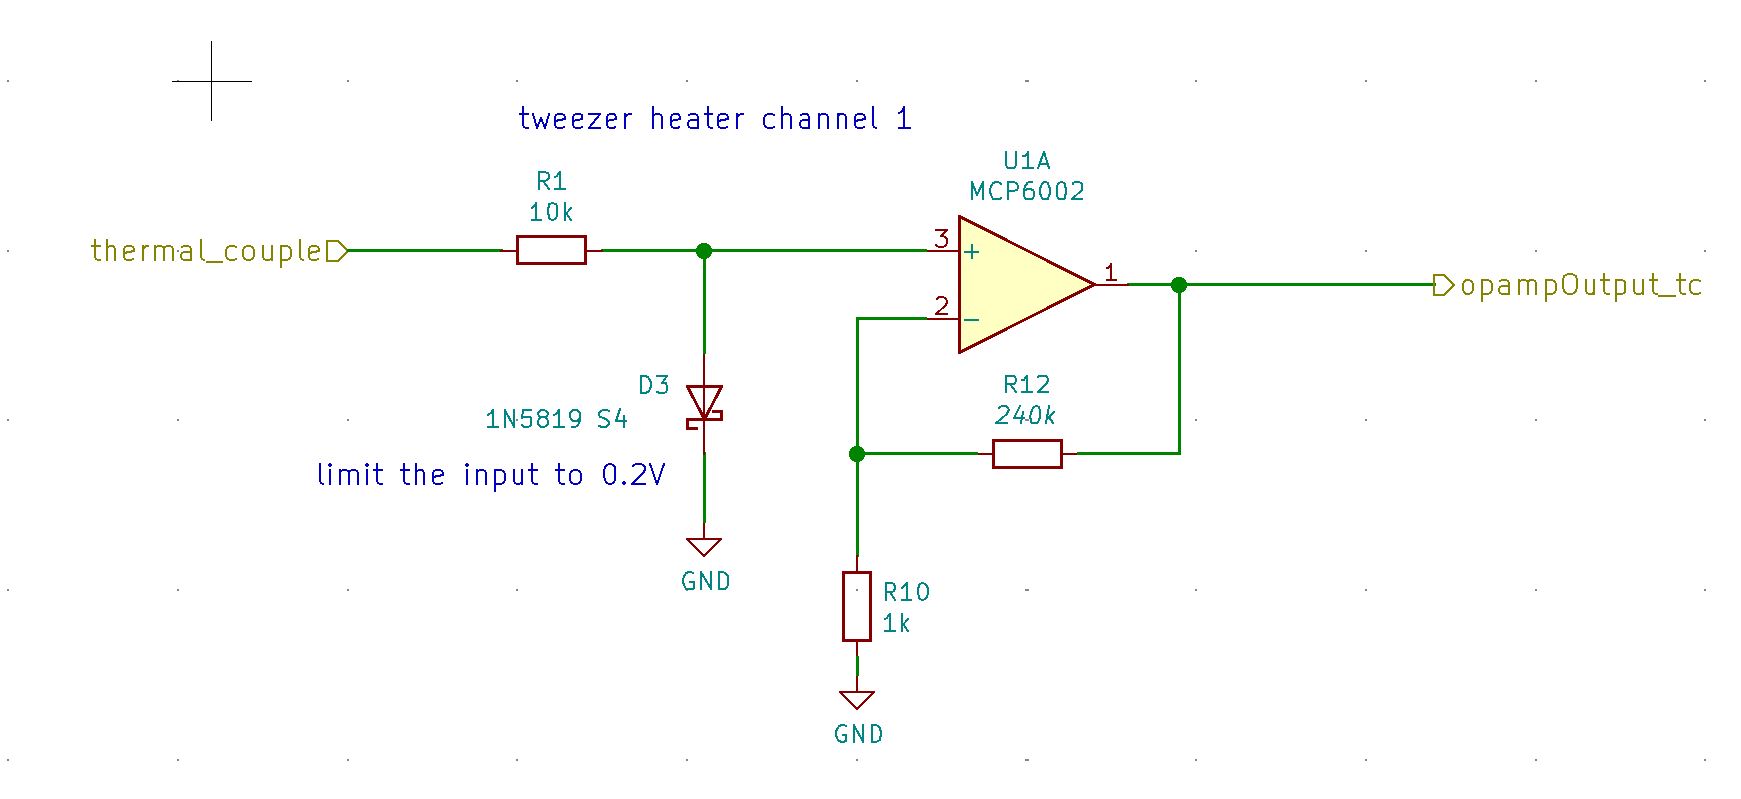 tweezer heater channel 1
U1A
MCP6002
R1
10k
thermal_couple
3
+
1
2
−
opampOutput_tc
D3
1N5819 S4
R12
240k
limit the input to 0.2V
GND
R10
1k
GND